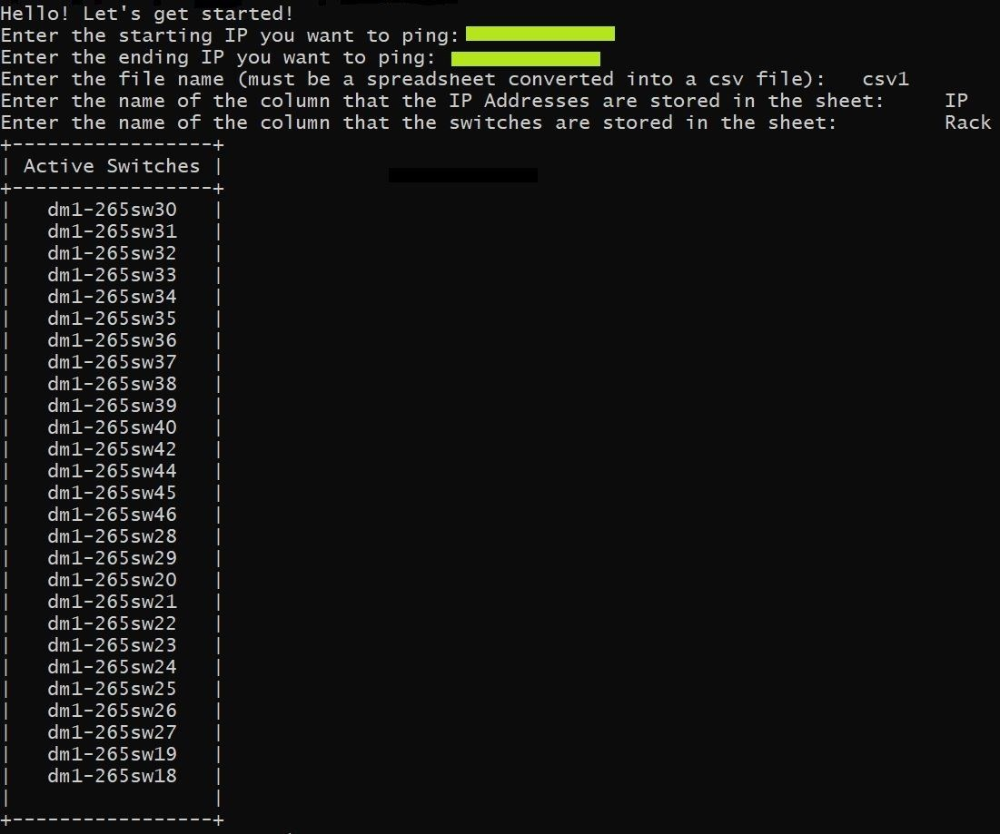 Hello! Let's get started!
Enter the starting IP you want to ping:
Enter the ending IP you want to ping:
Enter the file name (must be a spreadsheet converted into a csv file):   csv1
Enter the name of the column that the IP Addresses are stored in the sheet:     IP
Enter the name of the column that the switches are stored in the sheet:         Rack
+-----------------+
| Active Switches |
+-----------------+
|   dm1-265sw30   |
|   dm1-265sw31   |
|   dm1-265sw32   |
|   dm1-265sw33   |
|   dm1-265sw34   |
|   dm1-265sw35   |
|   dm1-265sw36   |
|   dm1-265sw37   |
|   dm1-265sw38   |
|   dm1-265sw39   |
|   dm1-265sw40   |
|   dm1-265sw42   |
|   dm1-265sw44   |
|   dm1-265sw45   |
|   dm1-265sw46   |
|   dm1-265sw28   |
|   dm1-265sw29   |
|   dm1-265sw20   |
|   dm1-265sw21   |
|   dm1-265sw22   |
|   dm1-265sw23   |
|   dm1-265sw24   |
|   dm1-265sw25   |
|   dm1-265sw26   |
|   dm1-265sw27   |
|   dm1-265sw19   |
|   dm1-265sw18   |
|                 |
+-----------------+